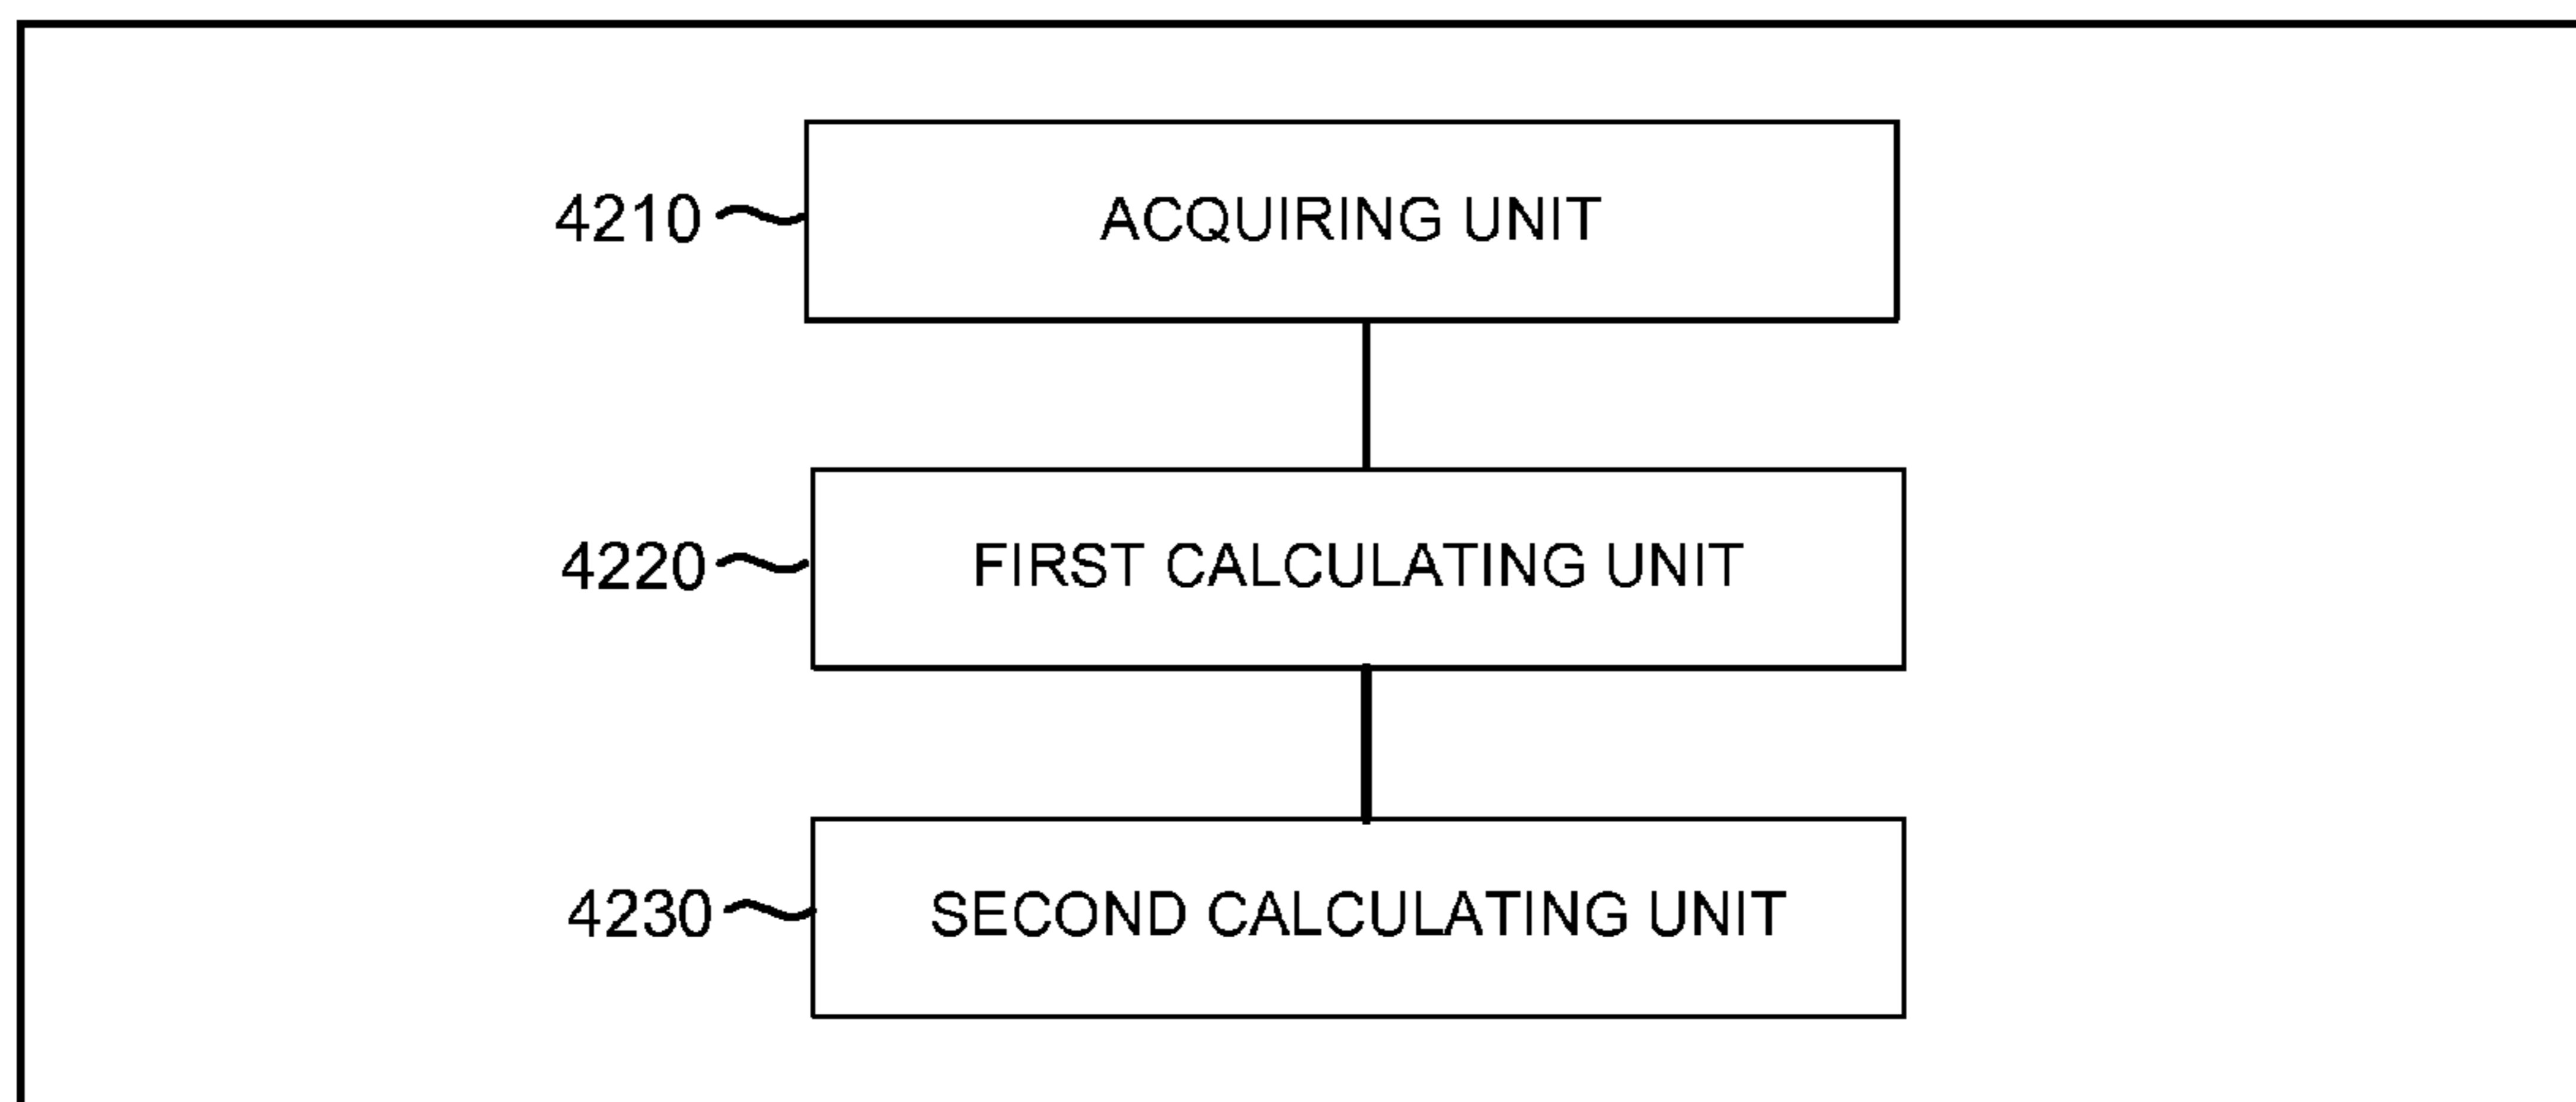 4210 ACQUIRING UNIT
4220 FIRST CALCULATING UNIT
4230 SECOND CALCULATING UNIT